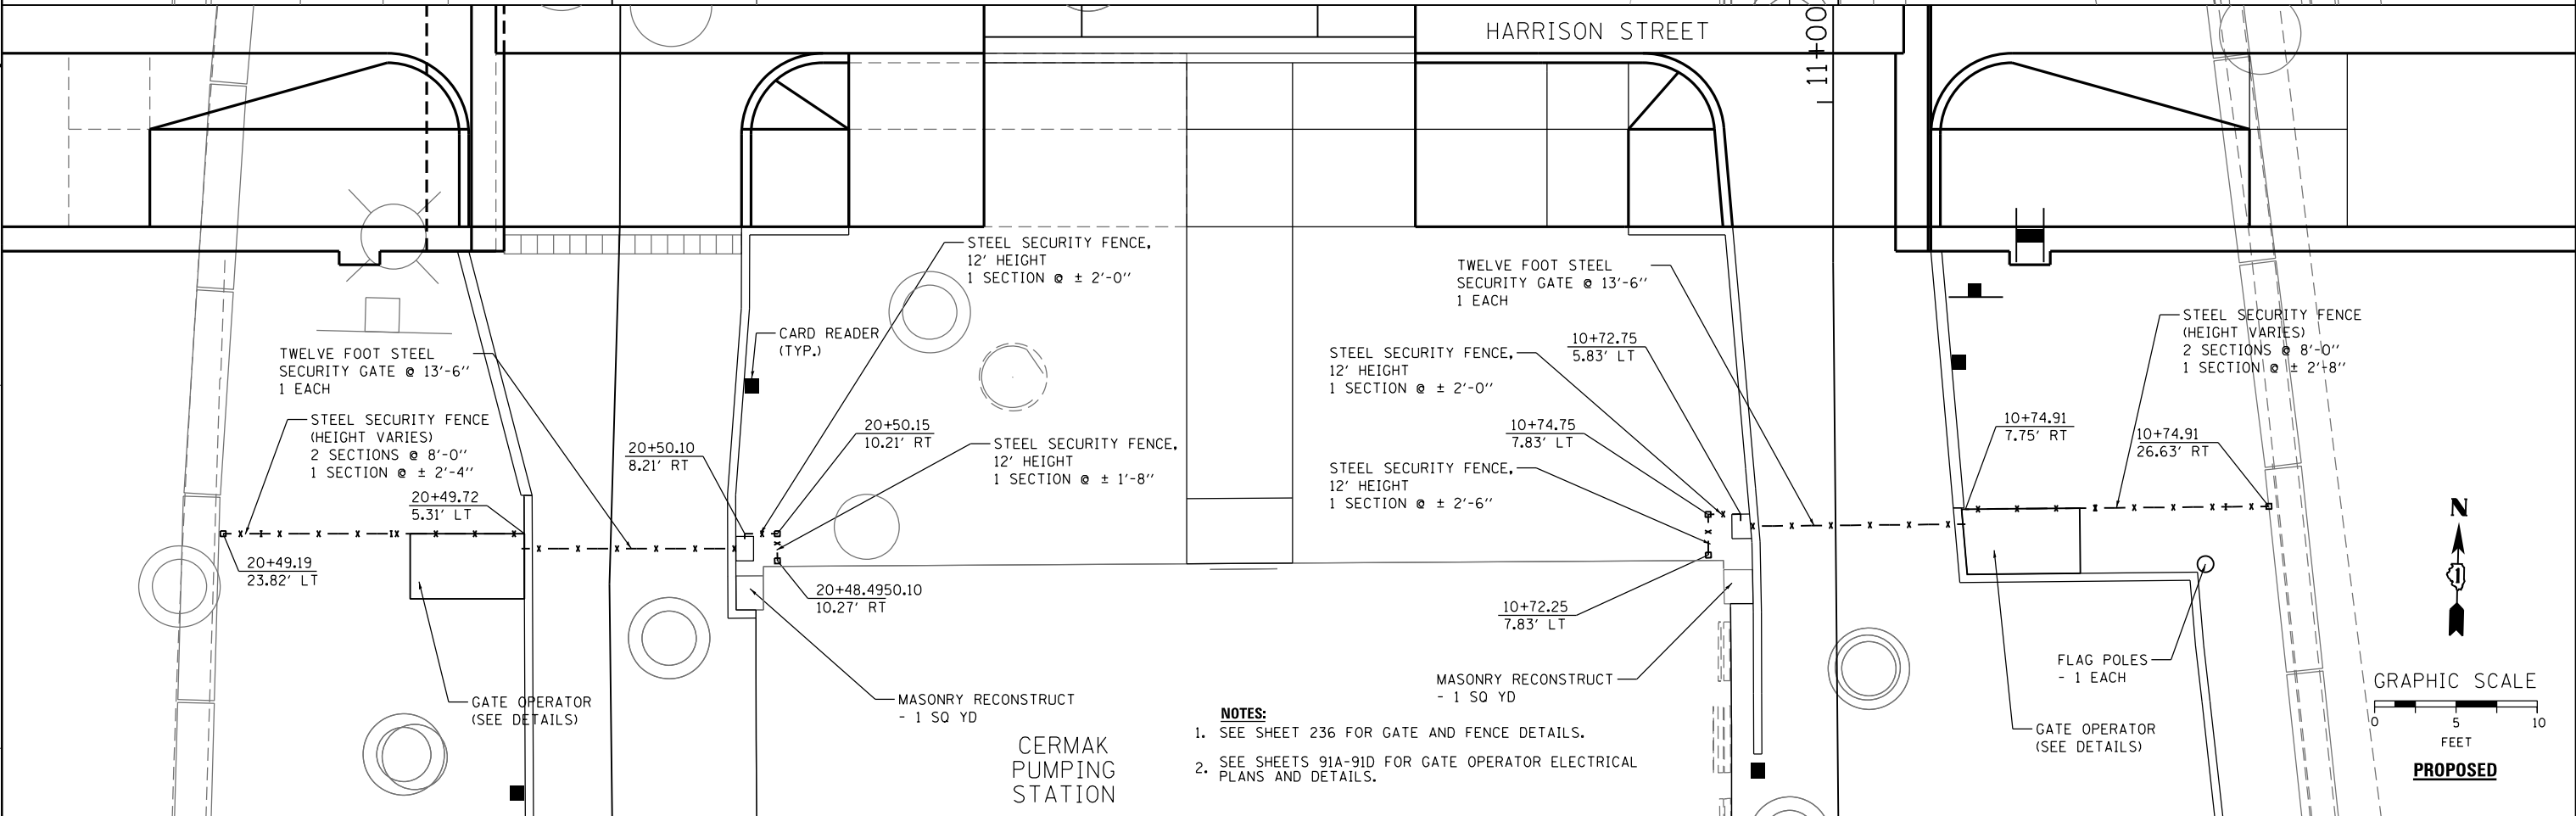 HARRISON STREET
11+00
STEEL SECURITY FENCE,
12' HEIGHT
1 SECTION @ ± 2'-0"
CARD READER
(TYP.)
TWELVE FOOT STEEL
SECURITY GATE @ 13'-6"
1 EACH
STEEL SECURITY FENCE
(HEIGHT VARIES)
2 SECTIONS @ 8'-0"
1 SECTION @ ± 2'-4"
20+49.72
5.31' LT
20+49.19
23.82' LT
20+50.10
8.21' RT
20+50.15
10.21' RT
STEEL SECURITY FENCE,
12' HEIGHT
1 SECTION @ ± 1'-8"
20+48.4950.10
10.27' RT
GATE OPERATOR
(SEE DETAILS)
MASONRY RECONSTRUCT
- 1 SQ YD
CERMAK
PUMPING
STATION
TWELVE FOOT STEEL
SECURITY GATE @ 13'-6"
1 EACH
10+72.75
5.83' LT
STEEL SECURITY FENCE,
12' HEIGHT
1 SECTION @ ± 2'-0"
10+74.75
7.83' LT
STEEL SECURITY FENCE,
12' HEIGHT
1 SECTION @ ± 2'-6"
10+72.25
7.83' LT
MASONRY RECONSTRUCT
- 1 SQ YD
NOTES:
1. SEE SHEET 236 FOR GATE AND FENCE DETAILS.
2. SEE SHEETS 91A-91D FOR GATE OPERATOR ELECTRICAL
PLANS AND DETAILS.
STEEL SECURITY FENCE
(HEIGHT VARIES)
2 SECTIONS @ 8'-0"
1 SECTION @ ± 2'-8"
10+74.91
7.75' RT
10+74.91
26.63' RT
FLAG POLES
- 1 EACH
GATE OPERATOR
(SEE DETAILS)
N
GRAPHIC SCALE
0 5 10
FEET
PROPOSED